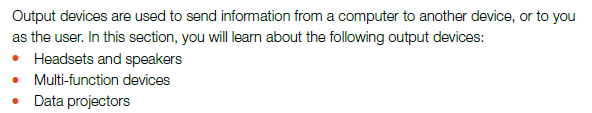 Output devices are used to send information from a computer to another device, or to you
as the user. In this section, you will learn about the following output devices:
• Headsets and speakers
• Multi-function devices
• Data projectors